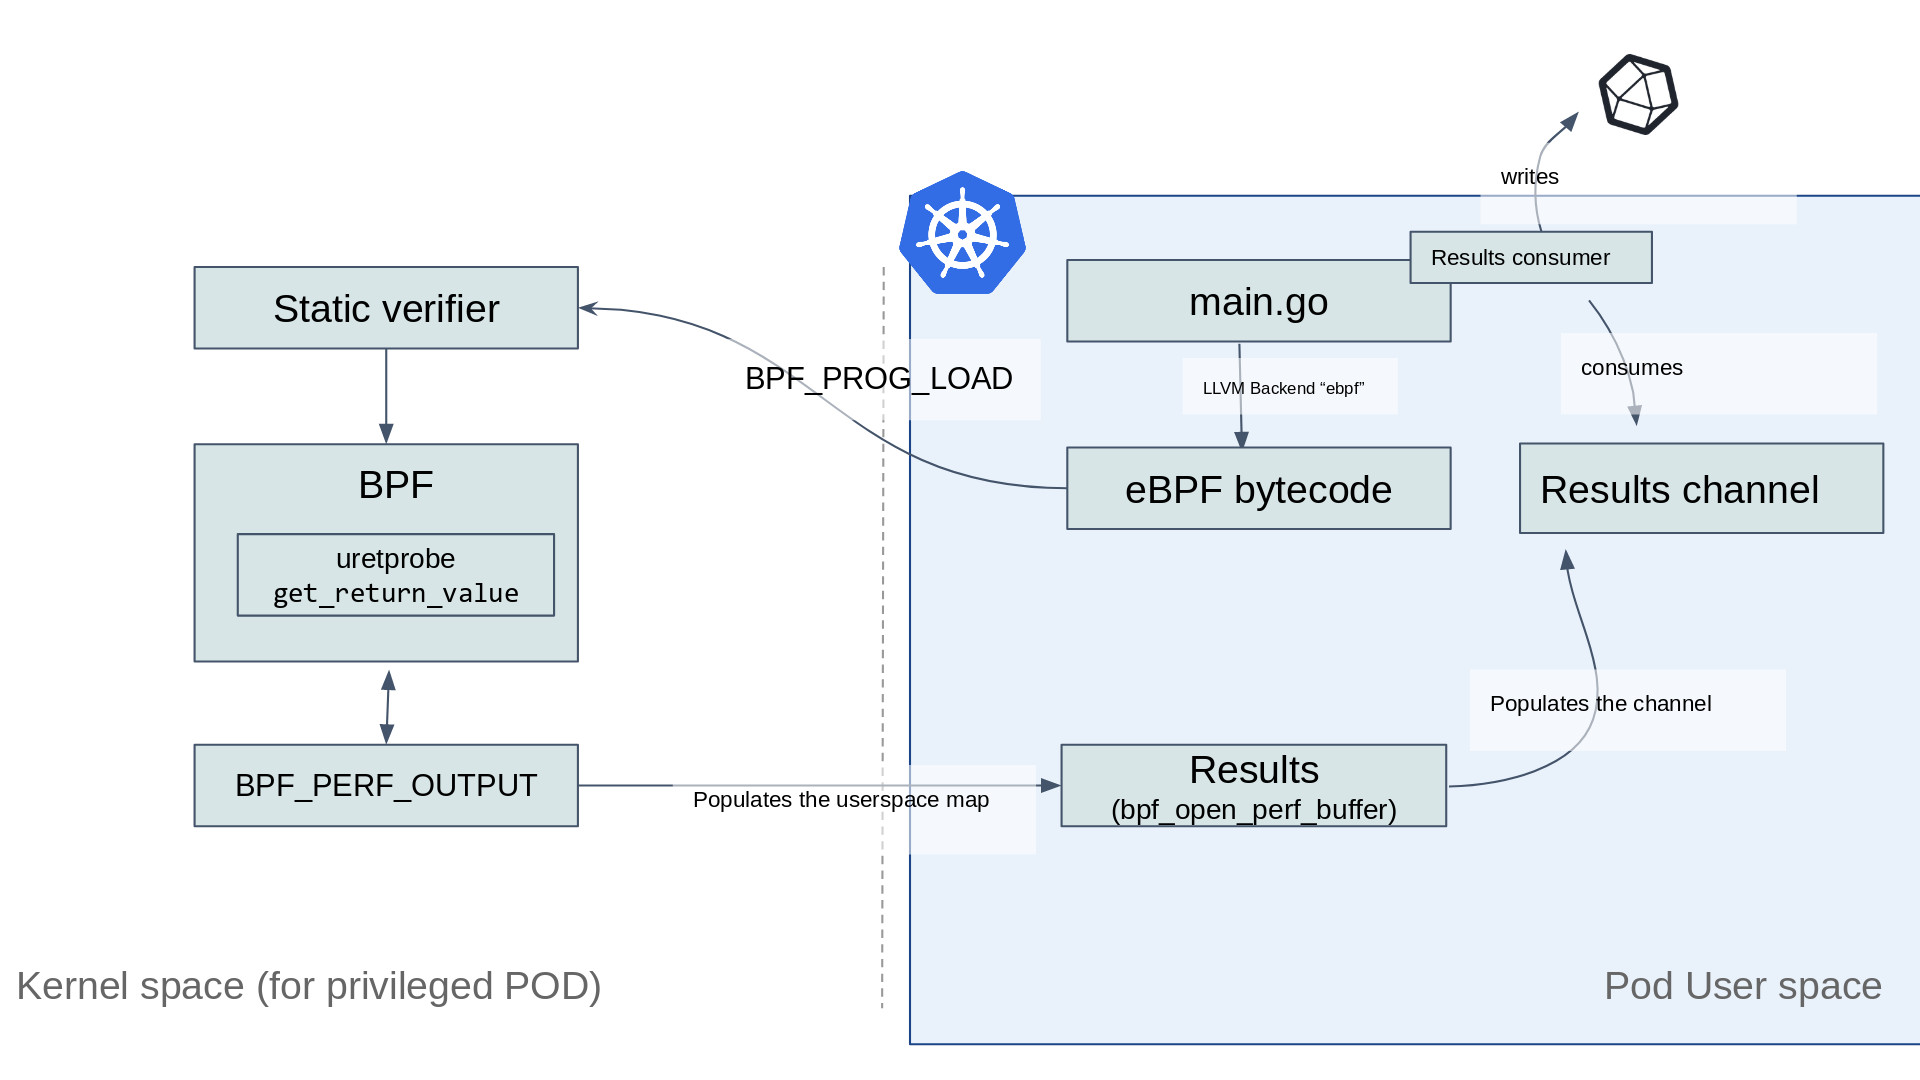 writes
Results consumer
Static verifier
main.go
consumes
BPF_PROG_LOAD
LLVM Backend “ebpf”
BPF
eBPF bytecode
Results channel
uretprobe
get_return_value
Populates the channel
BPF_PERF_OUTPUT
Populates the userspace map
Results
(bpf_open_perf_buffer)
Kernel space (for privileged POD)
Pod User space